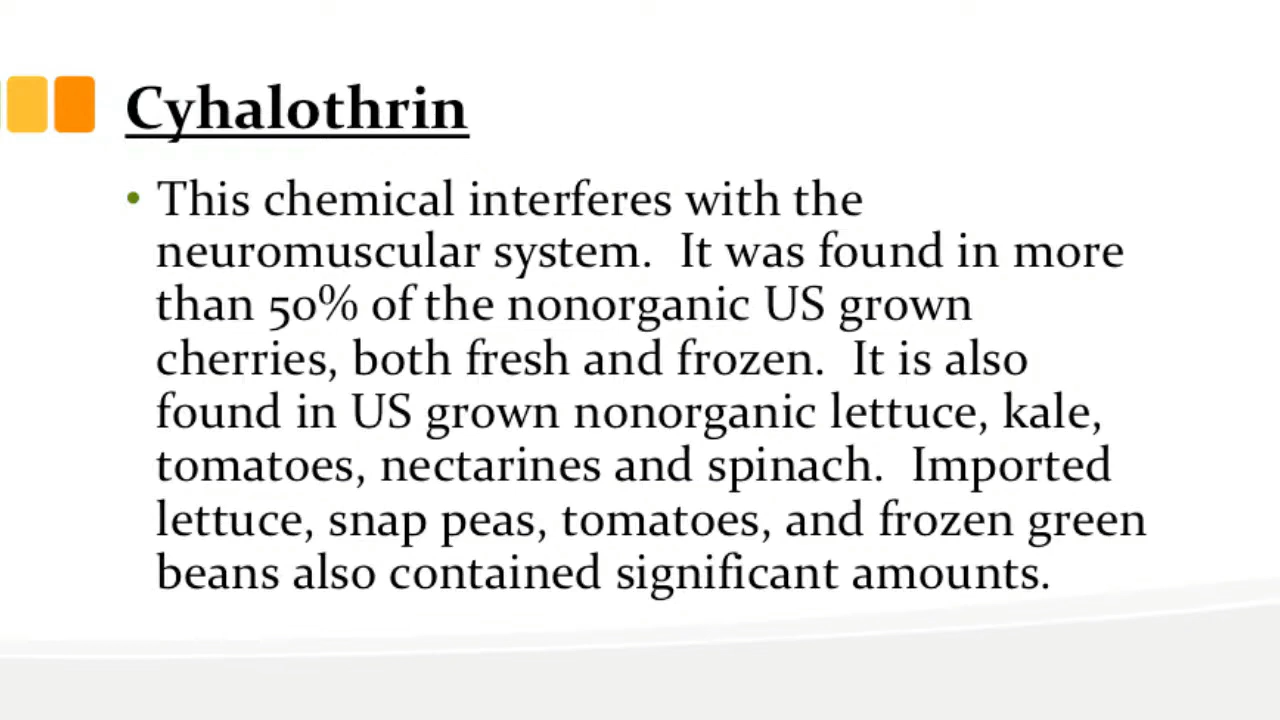 Cyhalothrin
• This chemical interferes with the
neuromuscular system.  It was found in more
than 50% of the nonorganic US grown
cherries, both fresh and frozen.  It is also
found in US grown nonorganic lettuce, kale,
tomatoes, nectarines and spinach.  Imported
lettuce, snap peas, tomatoes, and frozen green
beans also contained significant amounts.